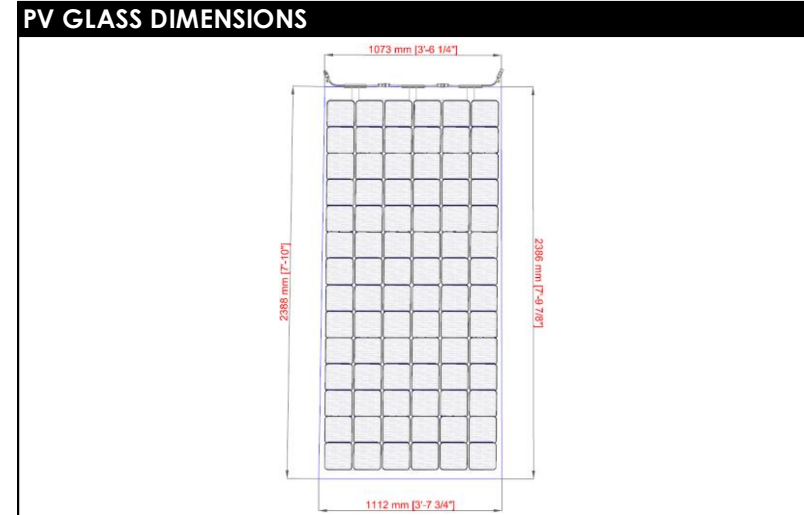 PV GLASS DIMENSIONS
1073 mm [3'-6 1/4"]
2388 mm [7'-10"]
2386 mm [7'-9 7/8"]
1112 mm [3'-7 3/4"]